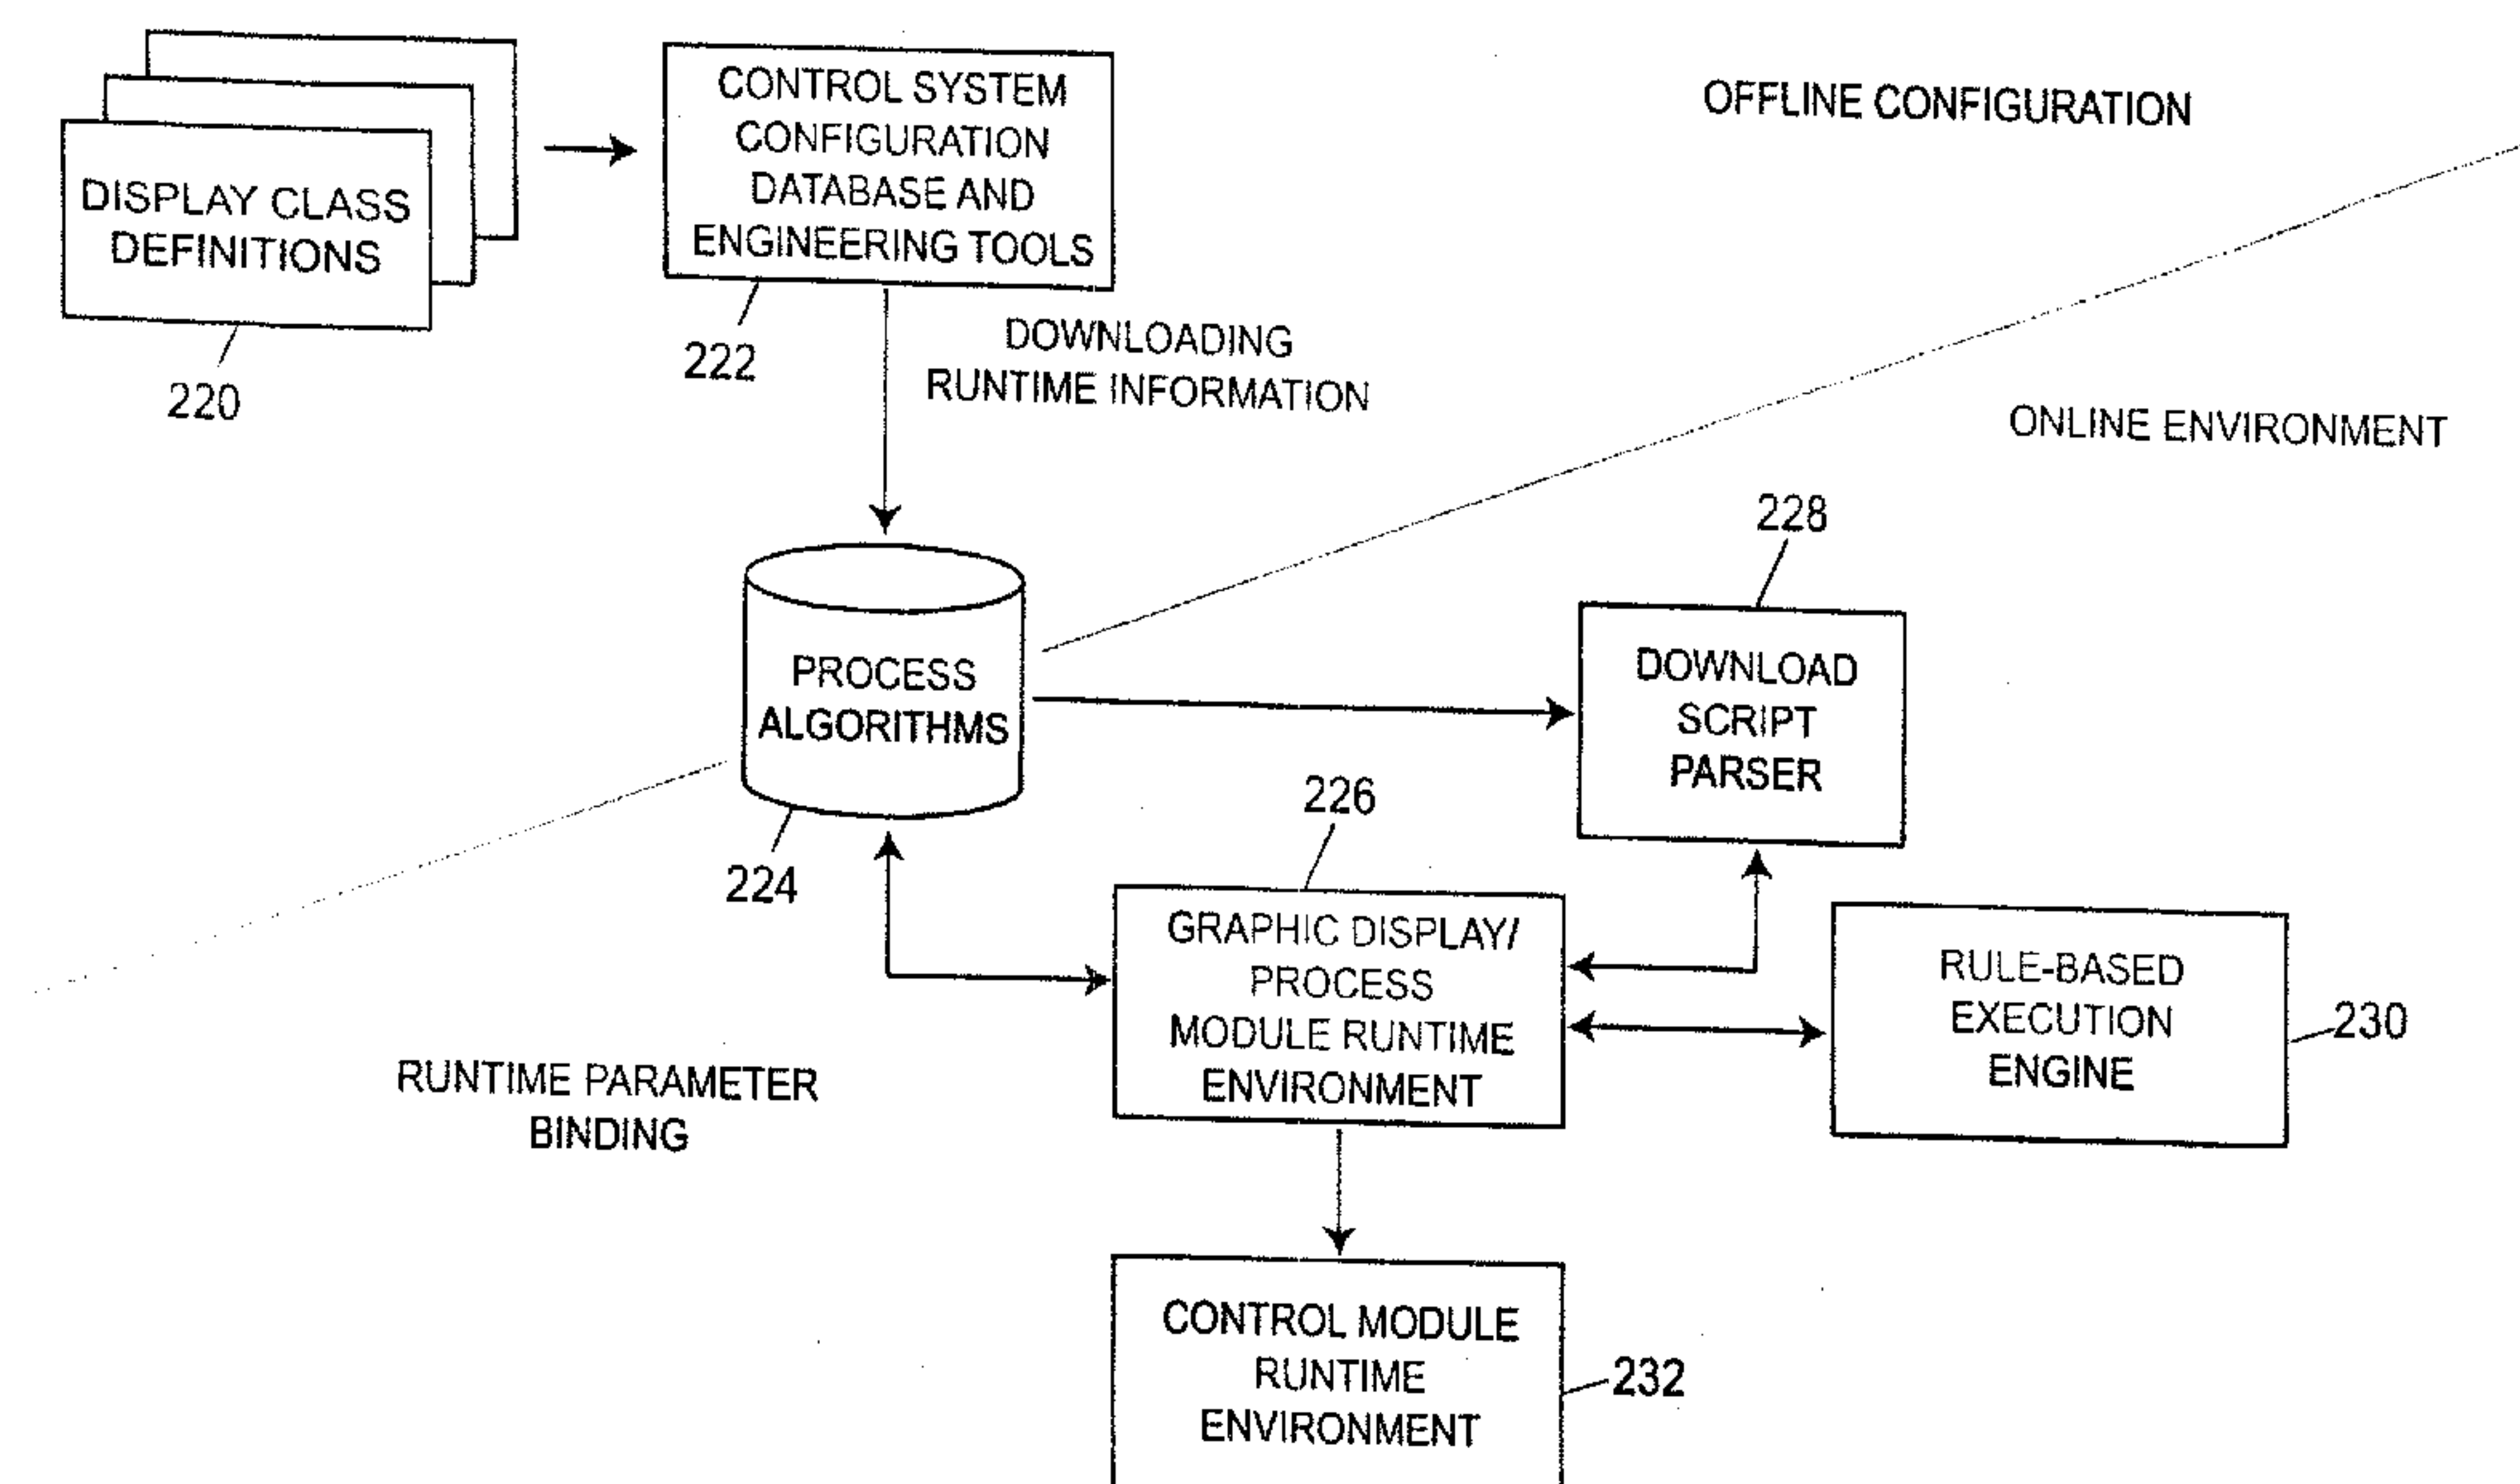 CONTROL SYSTEM
CONFIGURATION
DATABASE AND
ENGINEERING TOOLS
OFFLINE CONFIGURATION
DISPLAY CLASS
DEFINITIONS
222
220
DOWNLOADING
RUNTIME INFORMATION
ONLINE ENVIRONMENT
228
PROCESS
ALGORITHMS
DOWNLOAD
SCRIPT
PARSER
226
224
GRAPHIC DISPLAY/
PROCESS
MODULE RUNTIME
ENVIRONMENT
RULE-BASED
EXECUTION
ENGINE
230
RUNTIME PARAMETER
BINDING
CONTROL MODULE
RUNTIME
ENVIRONMENT
232